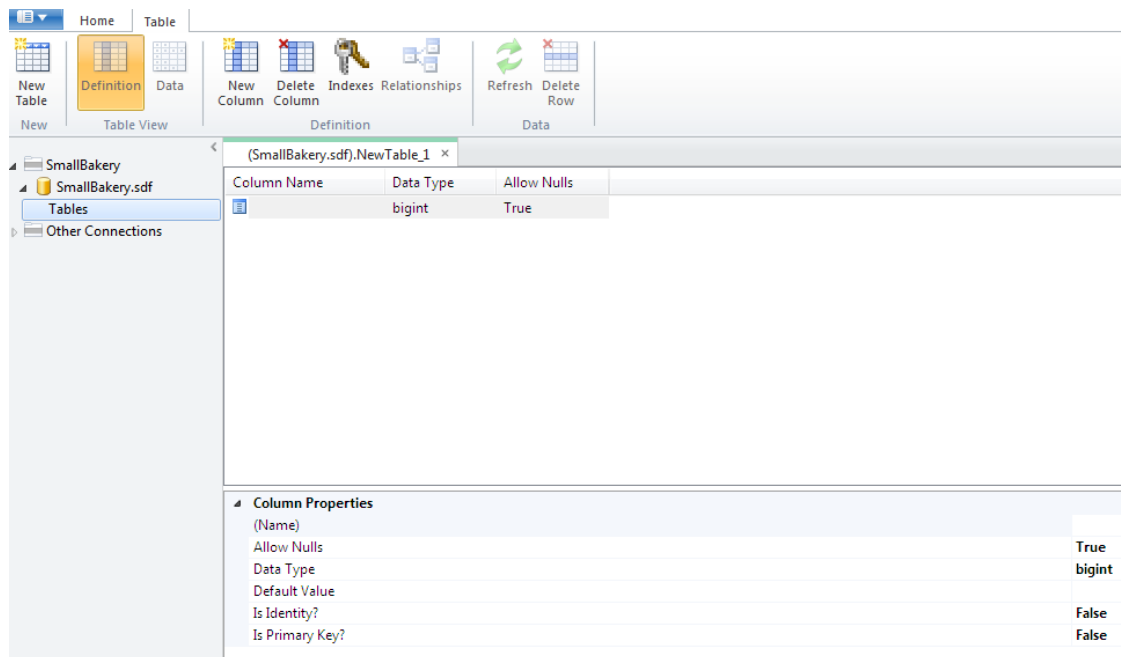 Home Table
New Table
Definition
Data
New Column
Delete Column
Indexes
Relationships
Refresh
Delete Row
New
Table View
Definition
Data
SmallBakery
SmallBakery.sdf
Tables
Other Connections
(SmallBakery.sdf).NewTable_1 ×
Column Name Data Type Allow Nulls
bigint True
Column Properties
(Name)
Allow Nulls True
Data Type bigint
Default Value
Is Identity? False
Is Primary Key? False